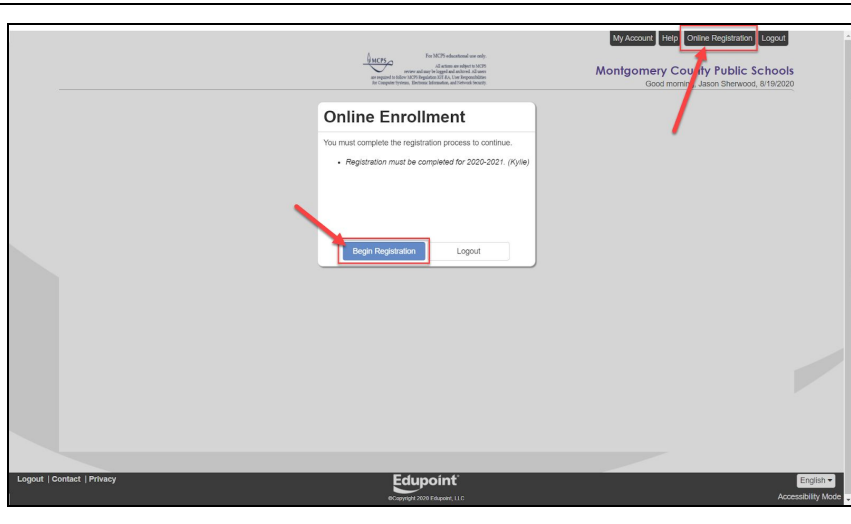 My Account Help Online Registration Logout
MCPS
For MCPS educational use only.
All actions are subject to MCPS
review and may be logged and archived. All users
are required to follow MCPS Regulation IGT-RA, User Responsibilities
for Computer Systems, Electronic Information, and Network Security
Montgomery County Public Schools
Good morning, Jason Sherwood, 8/19/2020
Online Enrollment
You must complete the registration process to continue.
• Registration must be completed for 2020-2021. (Kylie)
Begin Registration Logout
Logout | Contact | Privacy
Edupoint
©Copyright 2020 Edupoint, LLC
English
Accessibility Mode